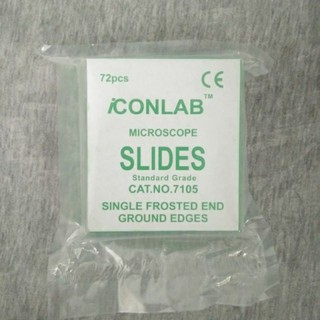 72pcs CE
iCONLAB™
MICROSCOPE
SLIDES
Standard Grade
CAT.NO.7105
SINGLE FROSTED END
GROUND EDGES